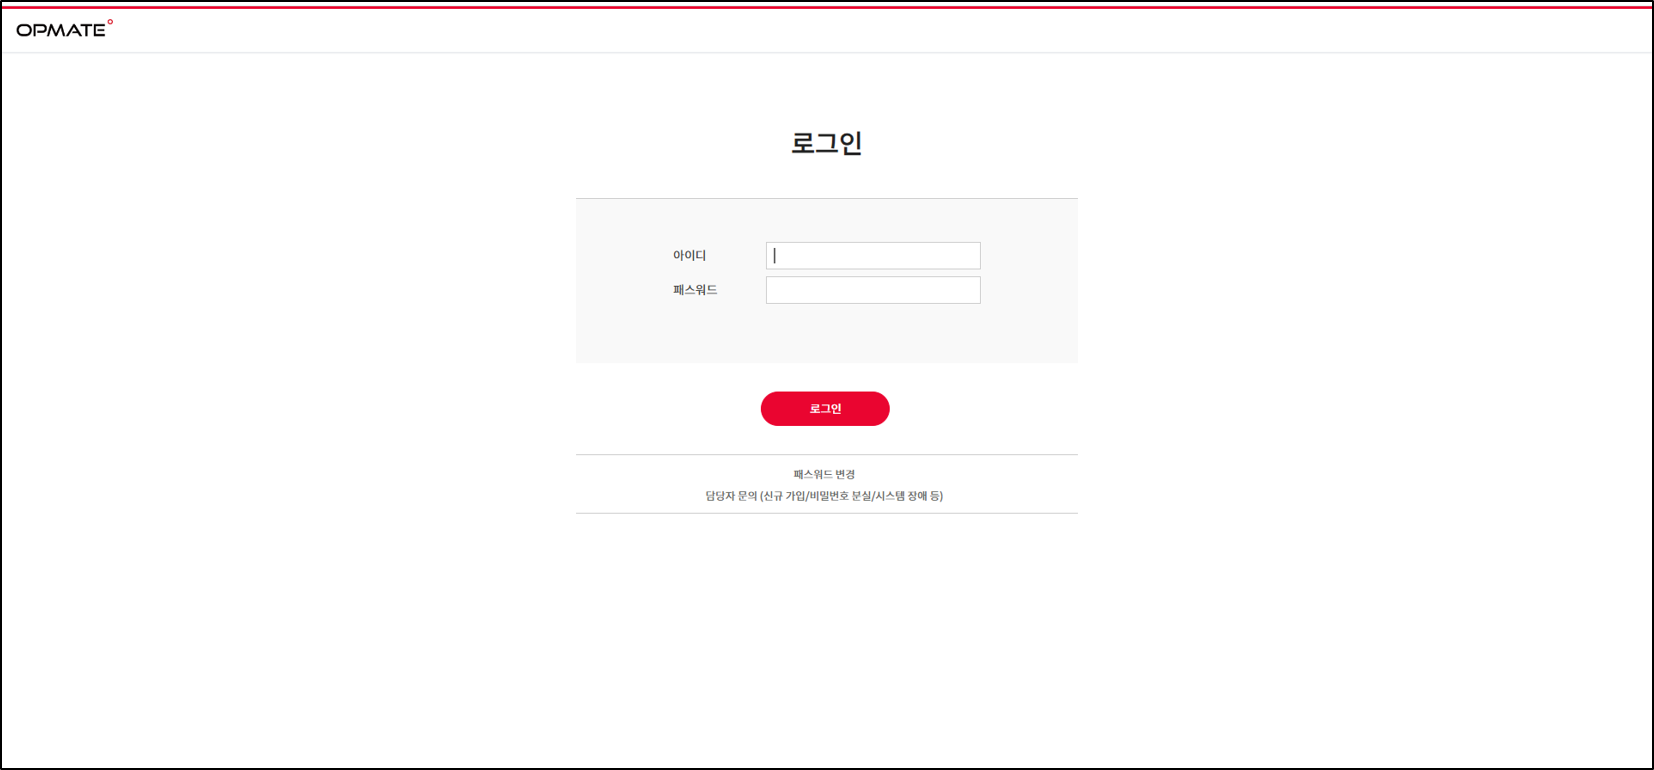 OPMATE
로그인
아이디
패스워드
로그인
패스워드 변경
담당자 문의 (신규 가입/비밀번호 분실/시스템 장애 등)